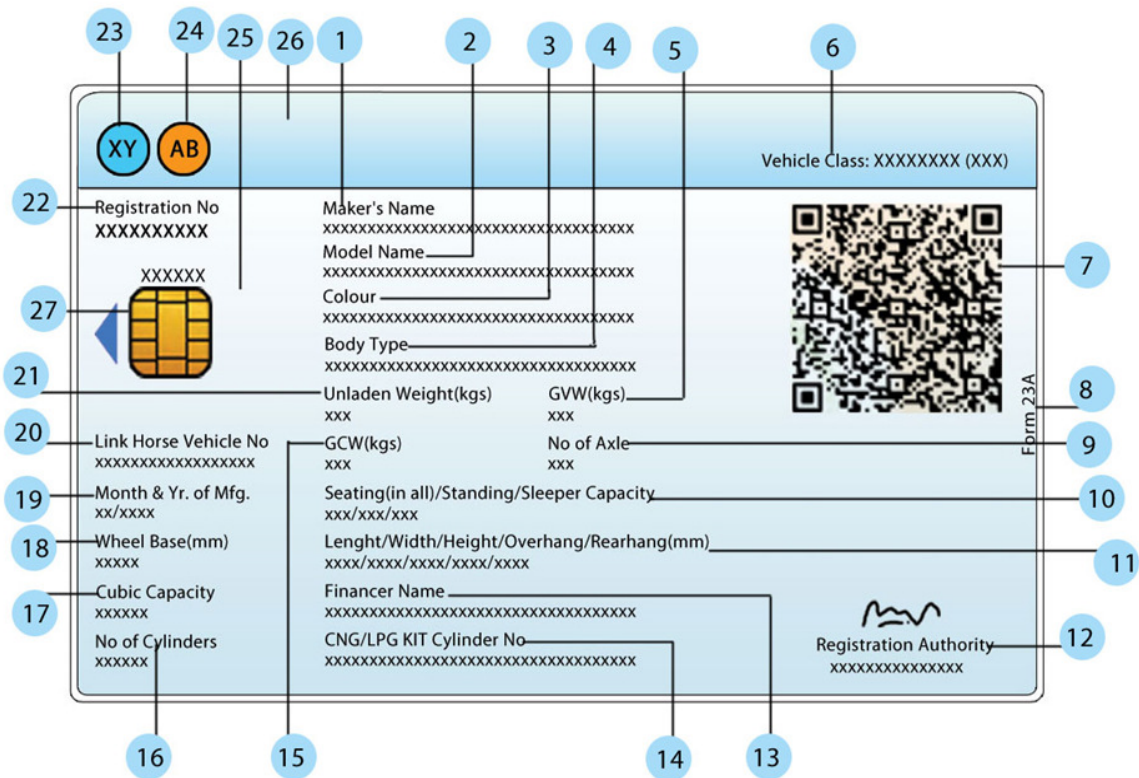 23 24 25 26 1 2 3 4 5 6
XY AB
Vehicle Class: XXXXXXXX (XXX)
22 Registration No
XXXXXXXXXX
Maker's Name
xxxxxxxxxxxxxxxxxxxxxxxxxxxxxxxxxxx
Model Name
xxxxxxxxxxxxxxxxxxxxxxxxxxxxxxxxxxx
7
XXXXXX
27
Colour
xxxxxxxxxxxxxxxxxxxxxxxxxxxxxxxxxxx
Body Type
xxxxxxxxxxxxxxxxxxxxxxxxxxxxxxxxxxx
21 Unladen Weight(kgs) GVW(kgs)
xxx xxx
Form 23A 8
20 Link Horse Vehicle No GCW(kgs) No of Axle 9
xxxxxxxxxxxxxxxxxx xxx xxx
19 Month & Yr. of Mfg. Seating(in all)/Standing/Sleeper Capacity 10
xx/xxxx xxx/xxx/xxx
18 Wheel Base(mm) Lenght/Width/Height/Overhang/Rearhang(mm) 11
xxxxx xxxx/xxxx/xxxx/xxxx/xxxx
17 Cubic Capacity Financer Name
xxxxxx xxxxxxxxxxxxxxxxxxxxxxxxxxxxxxxxxxx
No of Cylinders CNG/LPG KIT Cylinder No Registration Authority 12
xxxxxx xxxxxxxxxxxxxxxxxxxxxxxxxxxxxxxxxxx xxxxxxxxxxxxxxx
16 15 14 13